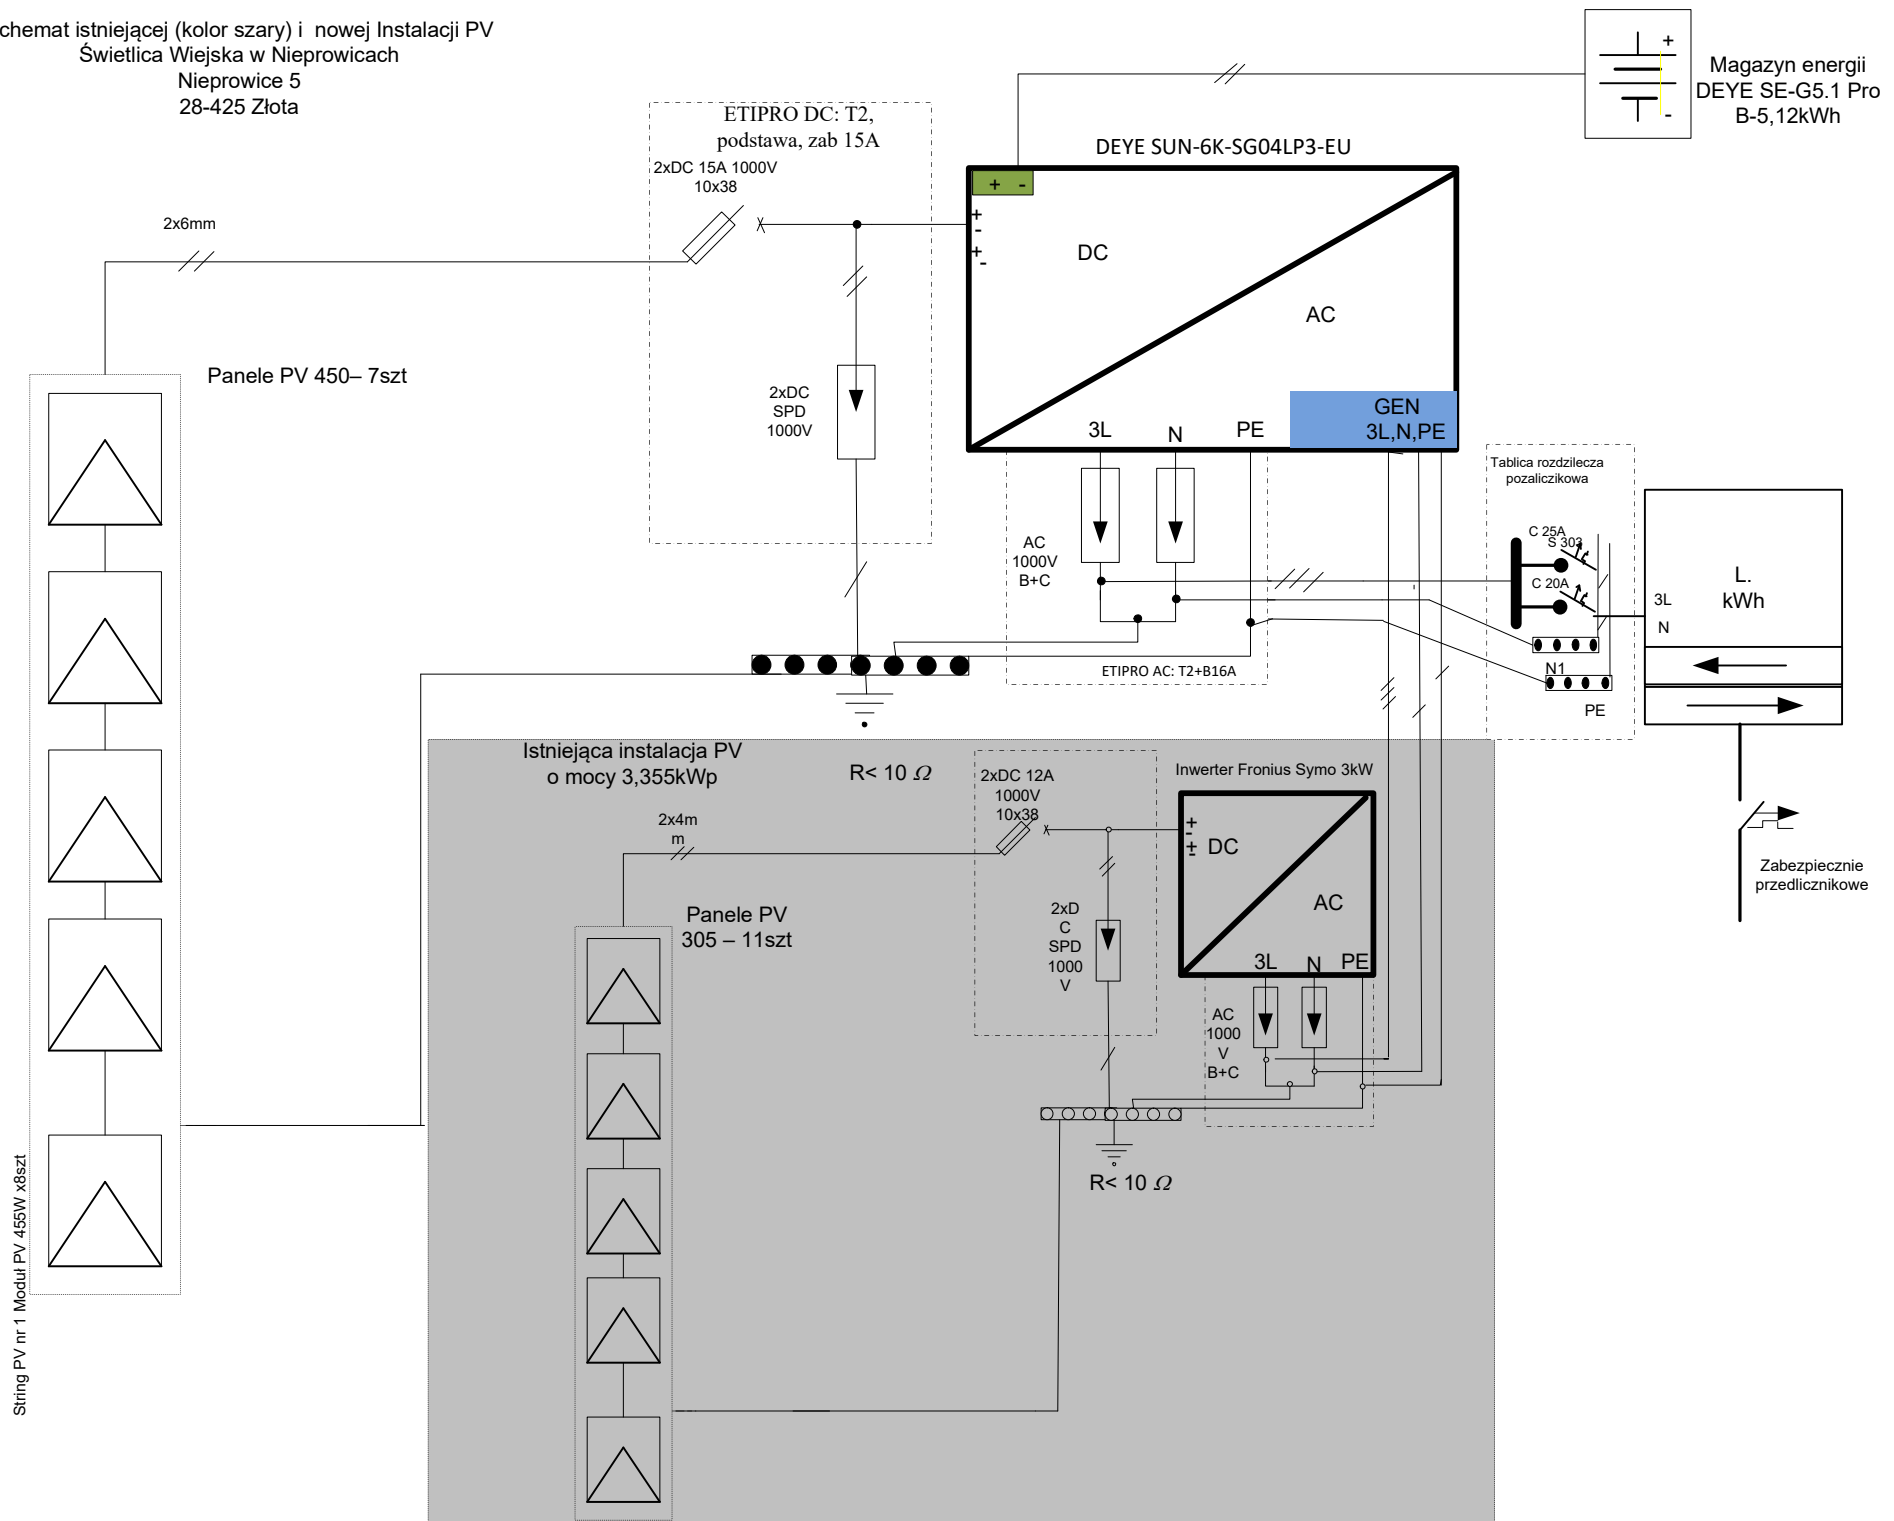 chemat istniejącej (kolor szary) i  nowej Instalacji PV
Świetlica Wiejska w Nieprowicach
Nieprowice 5
28-425 Złota
ETIPRO DC: T2,
podstawa, zab 15A
2xDC 15A 1000V
10x38
2x6mm
Panele PV 450– 7szt
2xDC
SPD
1000V
DEYE SUN-6K-SG04LP3-EU
+ -
+
-
+
-
DC
AC
GEN
3L,N,PE
3L
N
PE
+
-
Magazyn energii
DEYE SE-G5.1 Pro
B-5,12kWh
AC
1000V
B+C
ETIPRO AC: T2+B16A
Tablica rozdzilecza
pozaliczikowa
C 25A
S 303
C 20A
N1
PE
3L
N
L.
kWh
Zabezpiecznie
przedlicznikowe
Istniejąca instalacja PV
o mocy 3,355kWp
R< 10 Ω
2xDC 12A
1000V
10x38
2x4m
m
Inwerter Fronius Symo 3kW
+
-
+
-
DC
AC
3L
N
PE
Panele PV
305 – 11szt
2xD
C
SPD
1000
V
AC
1000
V
B+C
R< 10 Ω
String PV nr 1 Moduł PV 455W x8szt